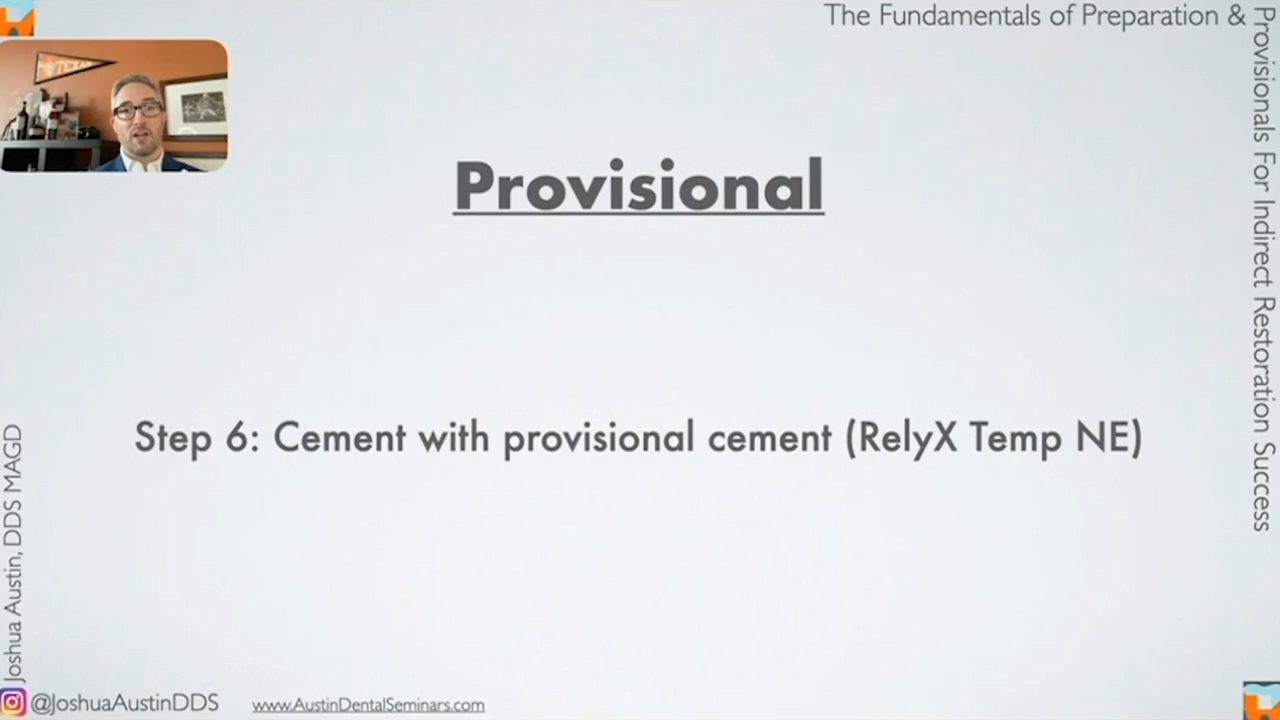 The Fundamentals of Preparation &
Provisionals For Indirect Restoration Success
TEXAS
Provisional
Step 6: Cement with provisional cement (RelyX Temp NE)
Joshua Austin, DDS MAGD
@JoshuaAustinDDS
www.AustinDentalSeminars.com